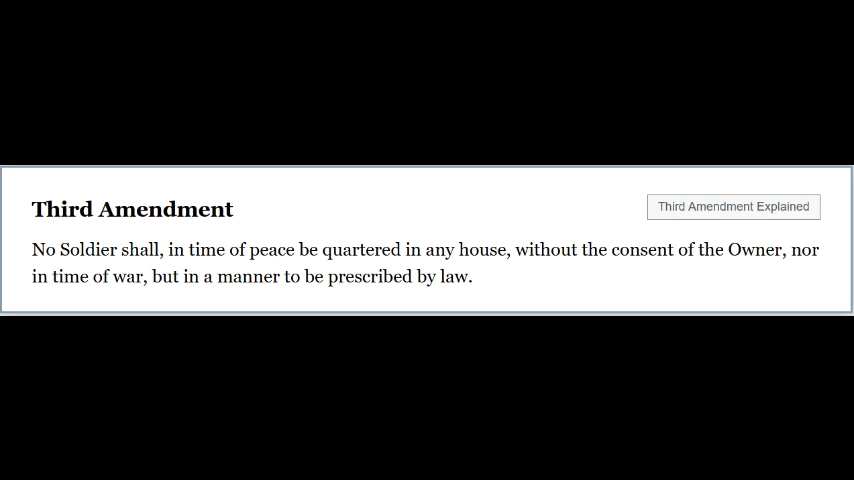 Third Amendment
Third Amendment Explained
No Soldier shall, in time of peace be quartered in any house, without the consent of the Owner, nor
in time of war, but in a manner to be prescribed by law.